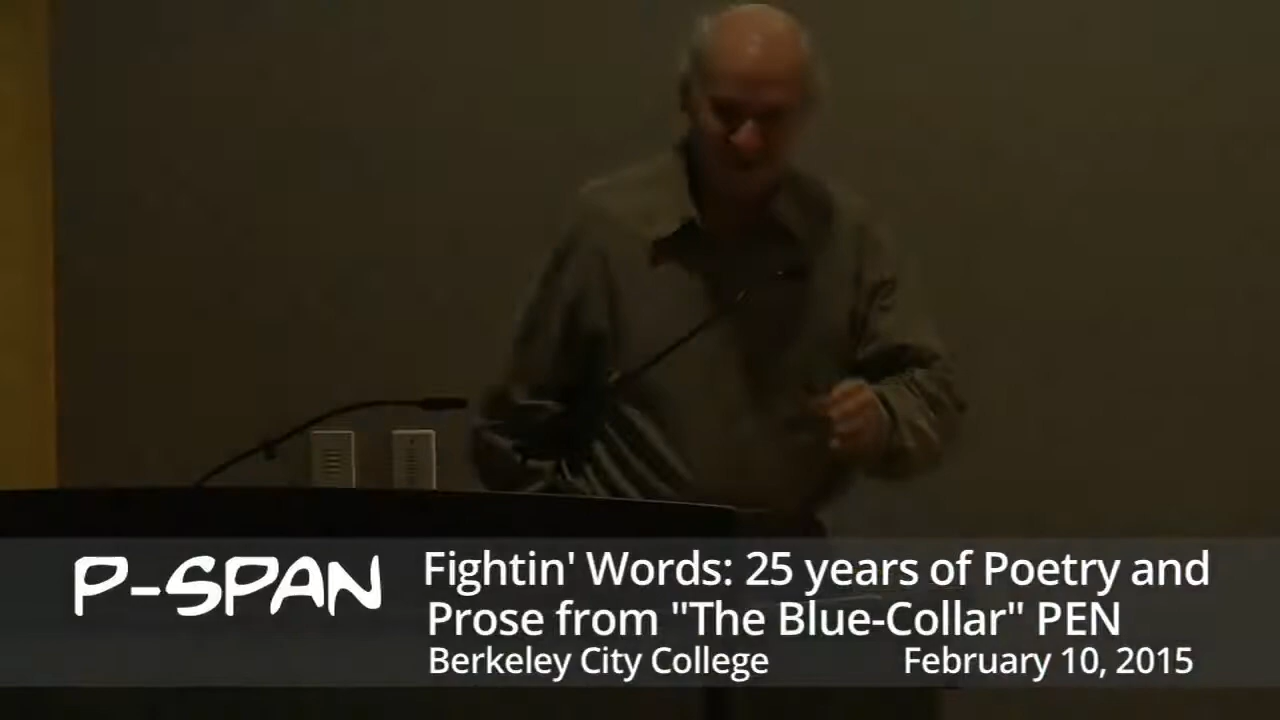 P-SPAN
Fightin' Words: 25 years of Poetry and
Prose from "The Blue-Collar" PEN
Berkeley City College February 10, 2015